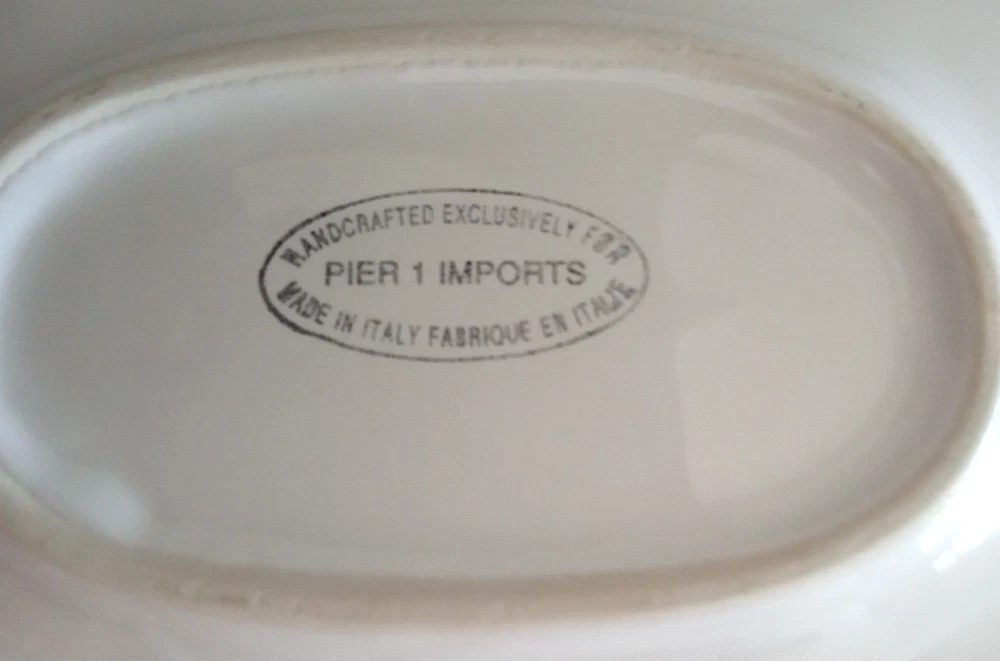 HANDCRAFTED EXCLUSIVELY FOR
PIER 1 IMPORTS
MADE IN ITALY FABRIQUE EN ITALIE